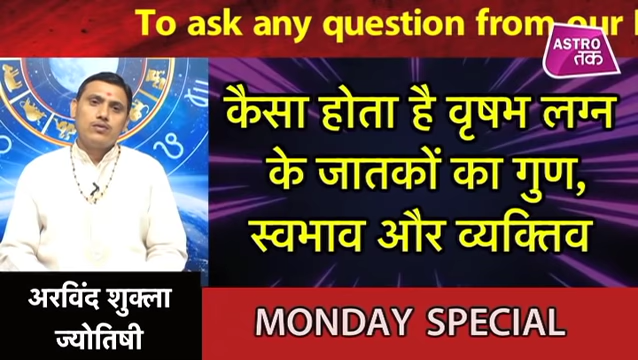 To ask any question from our
ASTRO
तक
कैसा होता है वृषभ लग्न
के जातकों का गुण,
स्वभाव और व्यक्तिव
अरविंद शुक्ला
ज्योतिषी
MONDAY SPECIAL